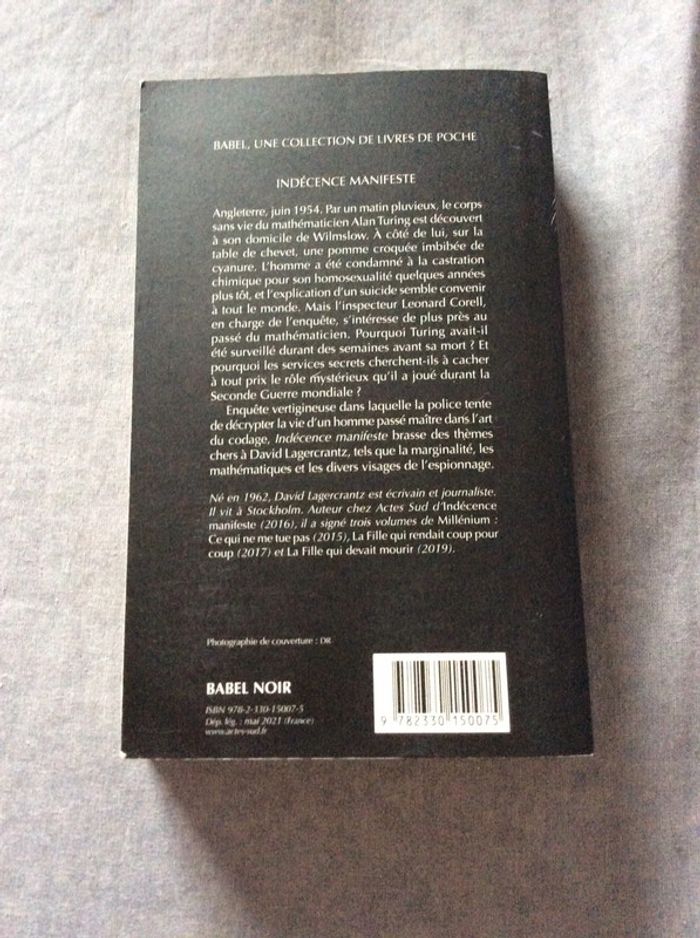 BABEL, UNE COLLECTION DE LIVRES DE POCHE
INDÉCENCE MANIFESTE
Angleterre, juin 1954. Par un matin pluvieux, le corps
sans vie du mathématicien Alan Turing est découvert
à son domicile de Wilmslow. À côté de lui, sur la
table de chevet, une pomme croquée imbibée de
cyanure. L'homme a été condamné à la castration
chimique pour son homosexualité quelques années
plus tôt, et l'explication d'un suicide semble convenir
à tout le monde. Mais l'inspecteur Leonard Corell,
en charge de l'enquête, s'intéresse de plus près au
passé du mathématicien. Pourquoi Turing avait-il
été surveillé durant des semaines avant sa mort ? Et
pourquoi les services secrets cherchent-ils à cacher
à tout prix le rôle mystérieux qu'il a joué durant la
Seconde Guerre mondiale ?
Enquête vertigineuse dans laquelle la police tente
de décrypter la vie d'un homme passé maître dans l'art
du codage, Indécence manifeste brasse des thèmes
chers à David Lagercrantz, tels que la marginalité, les
mathématiques et les divers visages de l'espionnage.
Né en 1962, David Lagercrantz est écrivain et journaliste.
Il vit à Stockholm. Auteur chez Actes Sud d'Indécence
manifeste (2016), il a signé trois volumes de Millénium :
Ce qui ne me tue pas (2015), La Fille qui rendait coup pour
coup (2017) et La Fille qui devait mourir (2019).
Photographie de couverture : DR
BABEL NOIR
ISBN 978-2-330-15007-5
Dép. lég. : mai 2021 (France)
www.actes-sud.fr
9 782330 150075